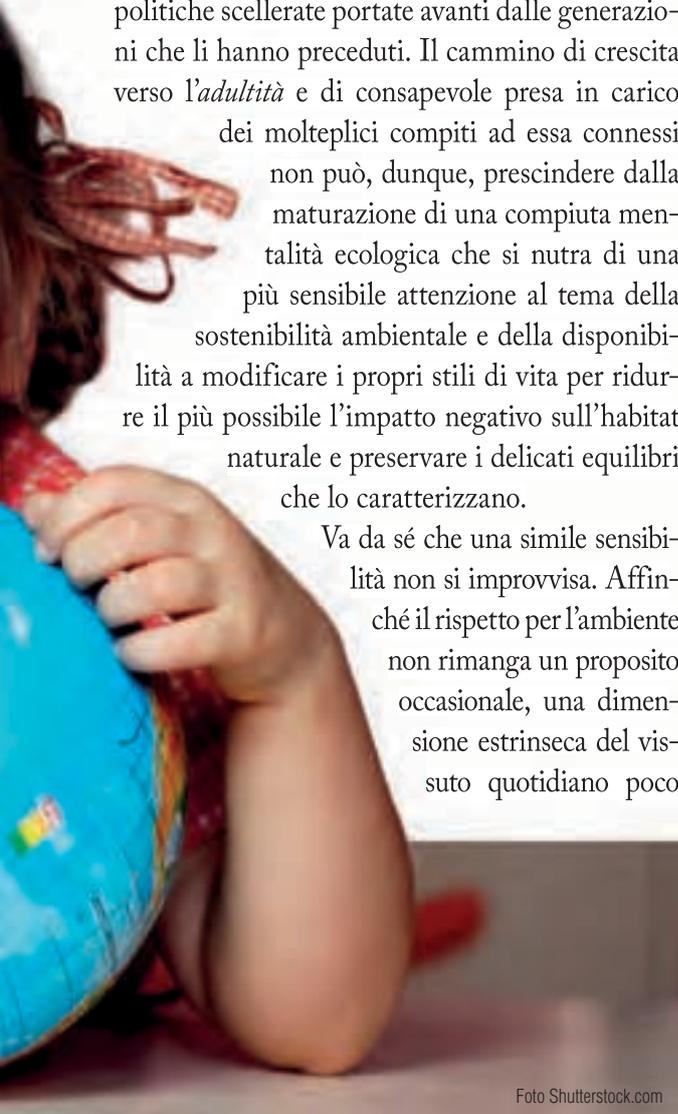 politiche scellerate portate avanti dalle generazio-
ni che li hanno preceduti. Il cammino di crescita
verso l’adultità e di consapevole presa in carico
dei molteplici compiti ad essa connessi
non può, dunque, prescindere dalla
maturazione di una compiuta men-
talità ecologica che si nutra di una
più sensibile attenzione al tema della
sostenibilità ambientale e della disponibi-
lità a modificare i propri stili di vita per ridur-
re il più possibile l’impatto negativo sull’habitat
naturale e preservare i delicati equilibri
che lo caratterizzano.
Va da sé che una simile sensibi-
lità non si improvvisa. Affin-
ché il rispetto per l’ambiente
non rimanga un proposito
occasionale, una dimen-
sione estrinseca del vis-
suto quotidiano poco
Foto Shutterstock.com